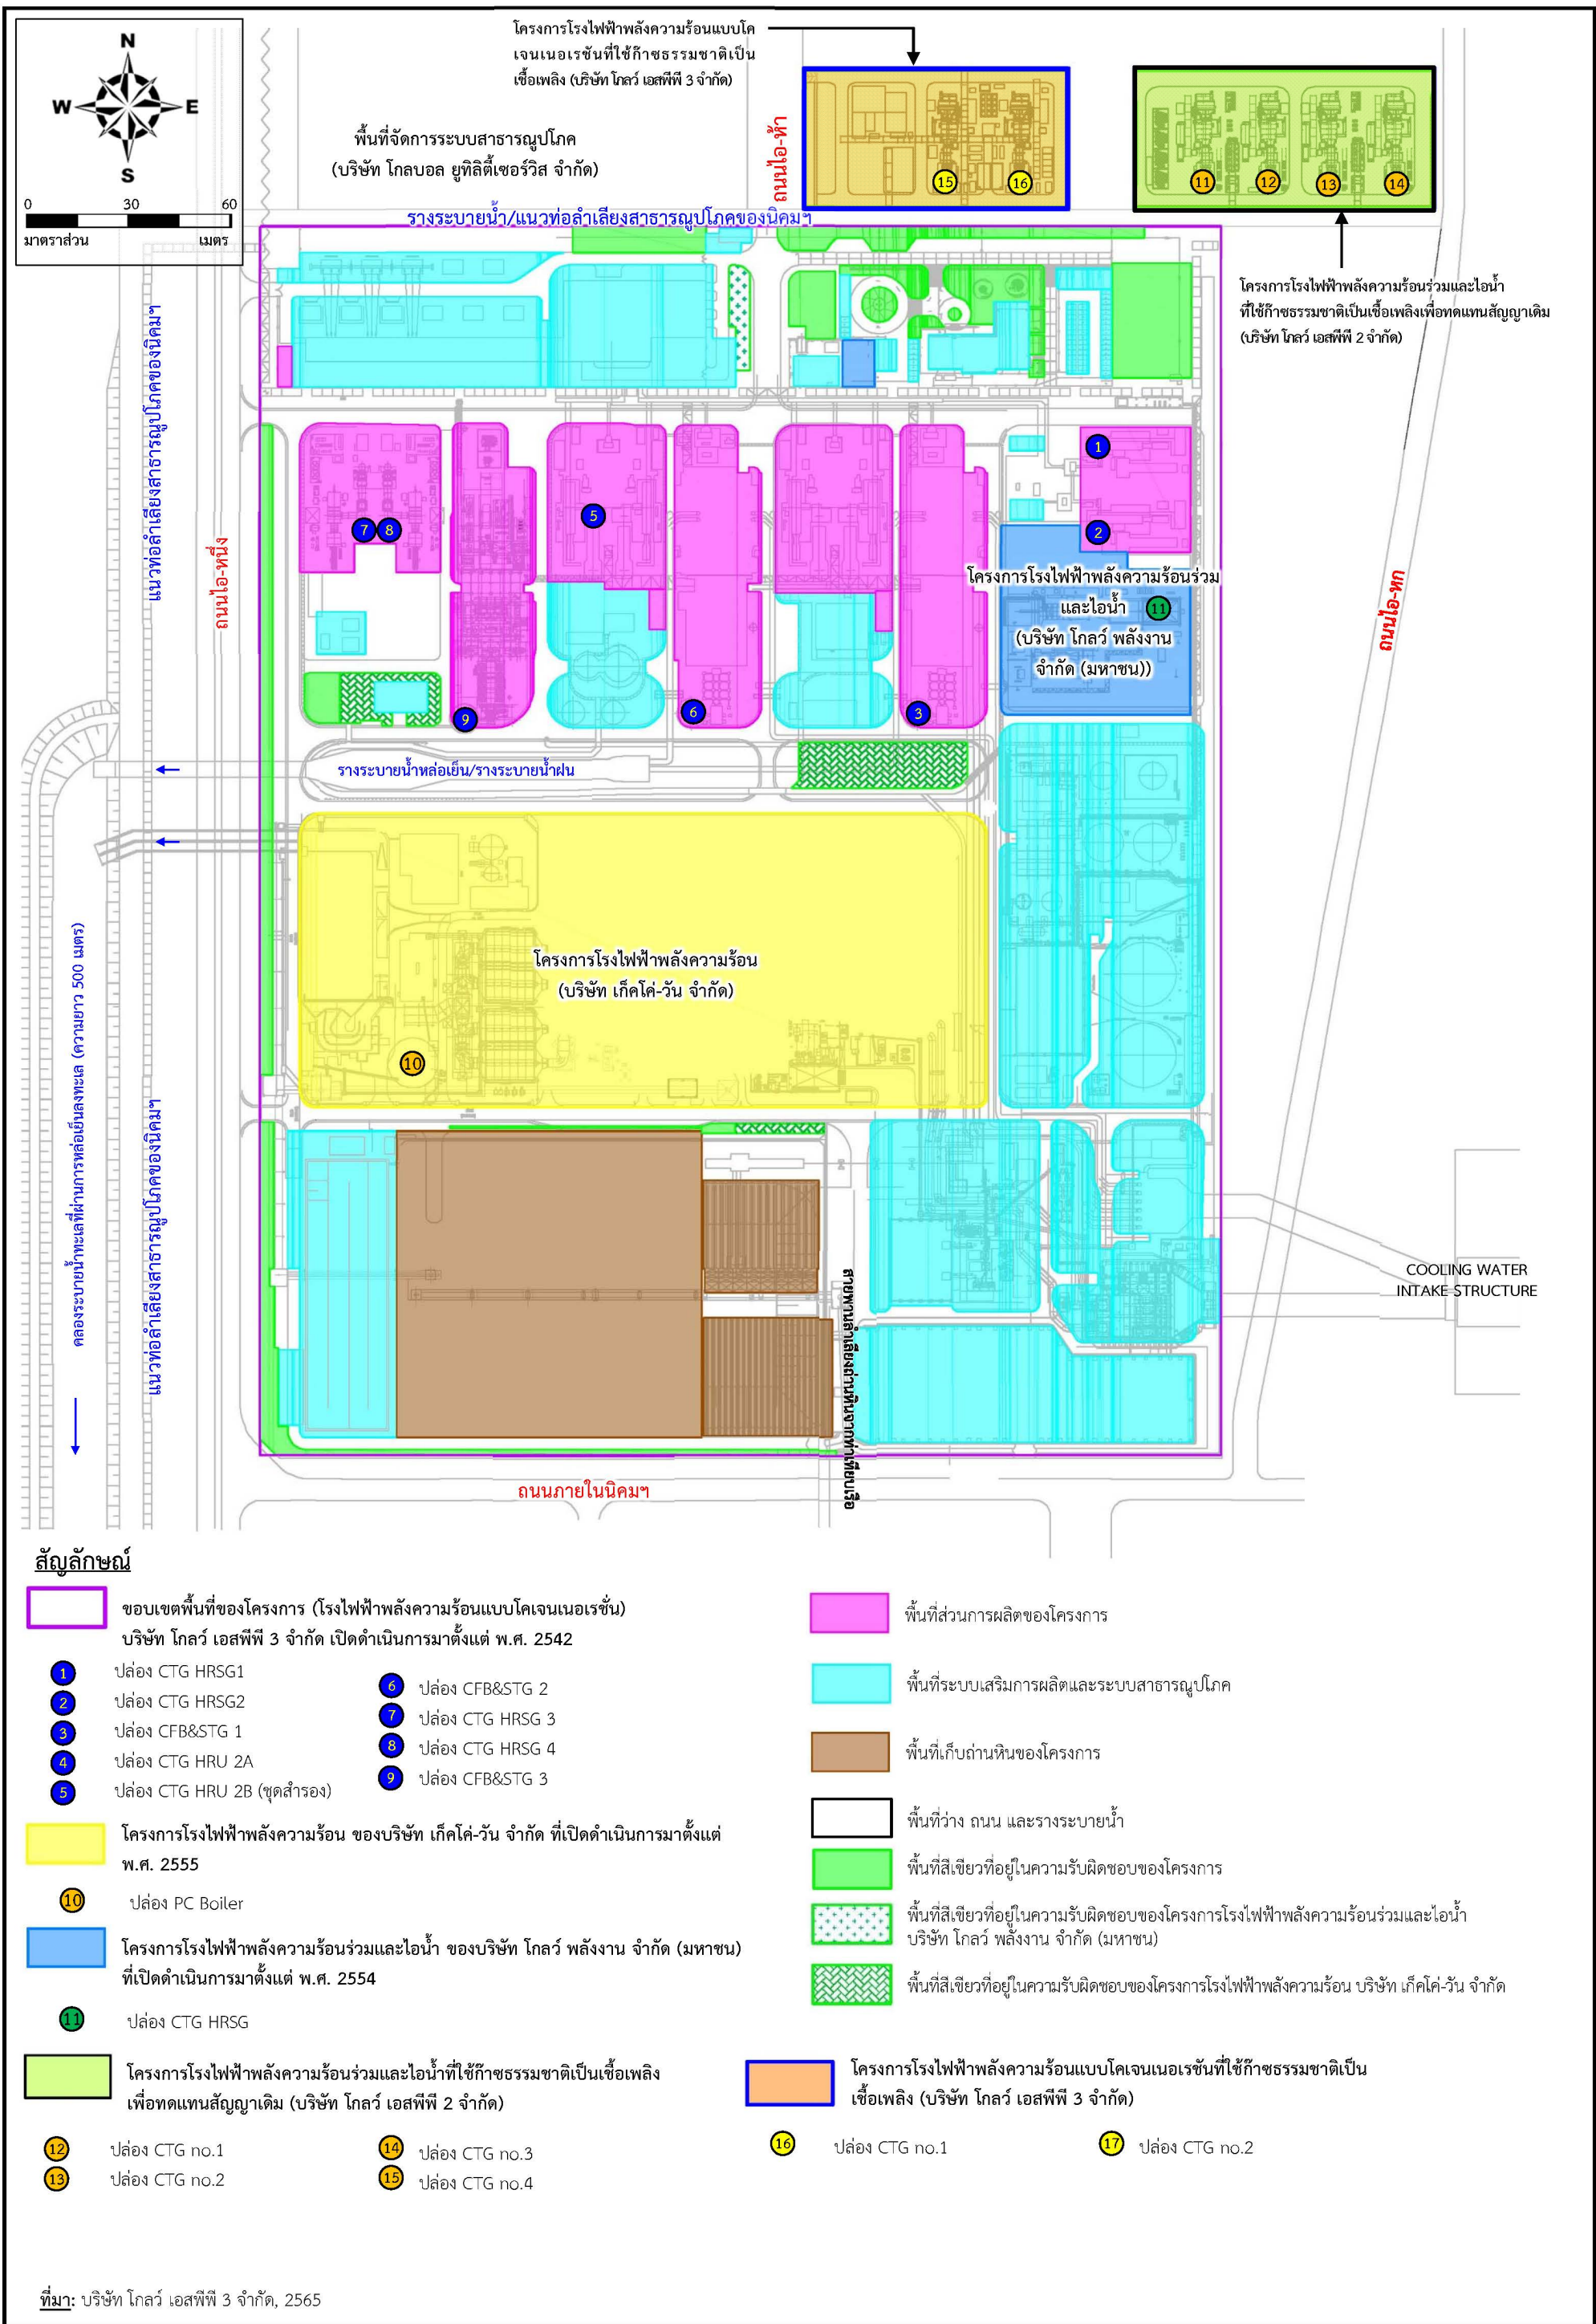 N
W
E
S
0 30 60
มาตราส่วน เมตร
โครงการโรงไฟฟ้าพลังความร้อนแบบโค
เจนเนอเรชันที่ใช้ก๊าซธรรมชาติเป็น
เชื้อเพลิง (บริษัท โกลว์ เอสพีพี 3 จำกัด)
พื้นที่จัดการระบบสาธารณูปโภค
(บริษัท โกลบอล ยูทิลิตี้เซอร์วิส จำกัด)
ถนนไอ-ห้า
15
16
11
12
13
14
รางระบายน้ำ/แนวท่อลำเลียงสาธารณูปโภคของนิคมฯ
โครงการโรงไฟฟ้าพลังความร้อนร่วมและไอน้ำ
ที่ใช้ก๊าซธรรมชาติเป็นเชื้อเพลิงเพื่อทดแทนสัญญาเดิม
(บริษัท โกลว์ เอสพีพี 2 จำกัด)
แนวท่อลำเลียงสาธารณูปโภคของนิคมฯ
ถนนไอ-หนึ่ง
1
7
8
5
2
โครงการโรงไฟฟ้าพลังความร้อนร่วม
และไอน้ำ
11
(บริษัท โกลว์ พลังงาน
จำกัด (มหาชน))
ถนนไอ-หก
9
6
3
รางระบายน้ำหล่อเย็น/รางระบายน้ำฝน
โครงการโรงไฟฟ้าพลังความร้อน
(บริษัท เก็คโค่-วัน จำกัด)
10
คลองระบายน้ำทะเลที่ผ่านการหล่อเย็นลงทะเล (ความยาว 500 เมตร)
แนวท่อลำเลียงสาธารณูปโภคของนิคมฯ
สายพานลำเลียงถ่านหินจากท่าเทียบเรือ
COOLING WATER
INTAKE STRUCTURE
ถนนภายในนิคมฯ
สัญลักษณ์
ขอบเขตพื้นที่ของโครงการ (โรงไฟฟ้าพลังความร้อนแบบโคเจนเนอเรชั่น)
บริษัท โกลว์ เอสพีพี 3 จำกัด เปิดดำเนินการมาตั้งแต่ พ.ศ. 2542
1 ปล่อง CTG HRSG1
2 ปล่อง CTG HRSG2
3 ปล่อง CFB&STG 1
4 ปล่อง CTG HRU 2A
5 ปล่อง CTG HRU 2B (ชุดสำรอง)
6 ปล่อง CFB&STG 2
7 ปล่อง CTG HRSG 3
8 ปล่อง CTG HRSG 4
9 ปล่อง CFB&STG 3
โครงการโรงไฟฟ้าพลังความร้อน ของบริษัท เก็คโค่-วัน จำกัด ที่เปิดดำเนินการมาตั้งแต่
พ.ศ. 2555
10 ปล่อง PC Boiler
โครงการโรงไฟฟ้าพลังความร้อนร่วมและไอน้ำ ของบริษัท โกลว์ พลังงาน จำกัด (มหาชน)
ที่เปิดดำเนินการมาตั้งแต่ พ.ศ. 2554
11 ปล่อง CTG HRSG
โครงการโรงไฟฟ้าพลังความร้อนร่วมและไอน้ำที่ใช้ก๊าซธรรมชาติเป็นเชื้อเพลิง
เพื่อทดแทนสัญญาเดิม (บริษัท โกลว์ เอสพีพี 2 จำกัด)
12 ปล่อง CTG no.1
13 ปล่อง CTG no.2
14 ปล่อง CTG no.3
15 ปล่อง CTG no.4
พื้นที่ส่วนการผลิตของโครงการ
พื้นที่ระบบเสริมการผลิตและระบบสาธารณูปโภค
พื้นที่เก็บถ่านหินของโครงการ
พื้นที่ว่าง ถนน และรางระบายน้ำ
พื้นที่สีเขียวที่อยู่ในความรับผิดชอบของโครงการ
พื้นที่สีเขียวที่อยู่ในความรับผิดชอบของโครงการโรงไฟฟ้าพลังความร้อนร่วมและไอน้ำ
บริษัท โกลว์ พลังงาน จำกัด (มหาชน)
พื้นที่สีเขียวที่อยู่ในความรับผิดชอบของโครงการโรงไฟฟ้าพลังความร้อน บริษัท เก็คโค่-วัน จำกัด
โครงการโรงไฟฟ้าพลังความร้อนแบบโคเจนเนอเรชันที่ใช้ก๊าซธรรมชาติเป็น
เชื้อเพลิง (บริษัท โกลว์ เอสพีพี 3 จำกัด)
16 ปล่อง CTG no.1
17 ปล่อง CTG no.2
ที่มา: บริษัท โกลว์ เอสพีพี 3 จำกัด, 2565